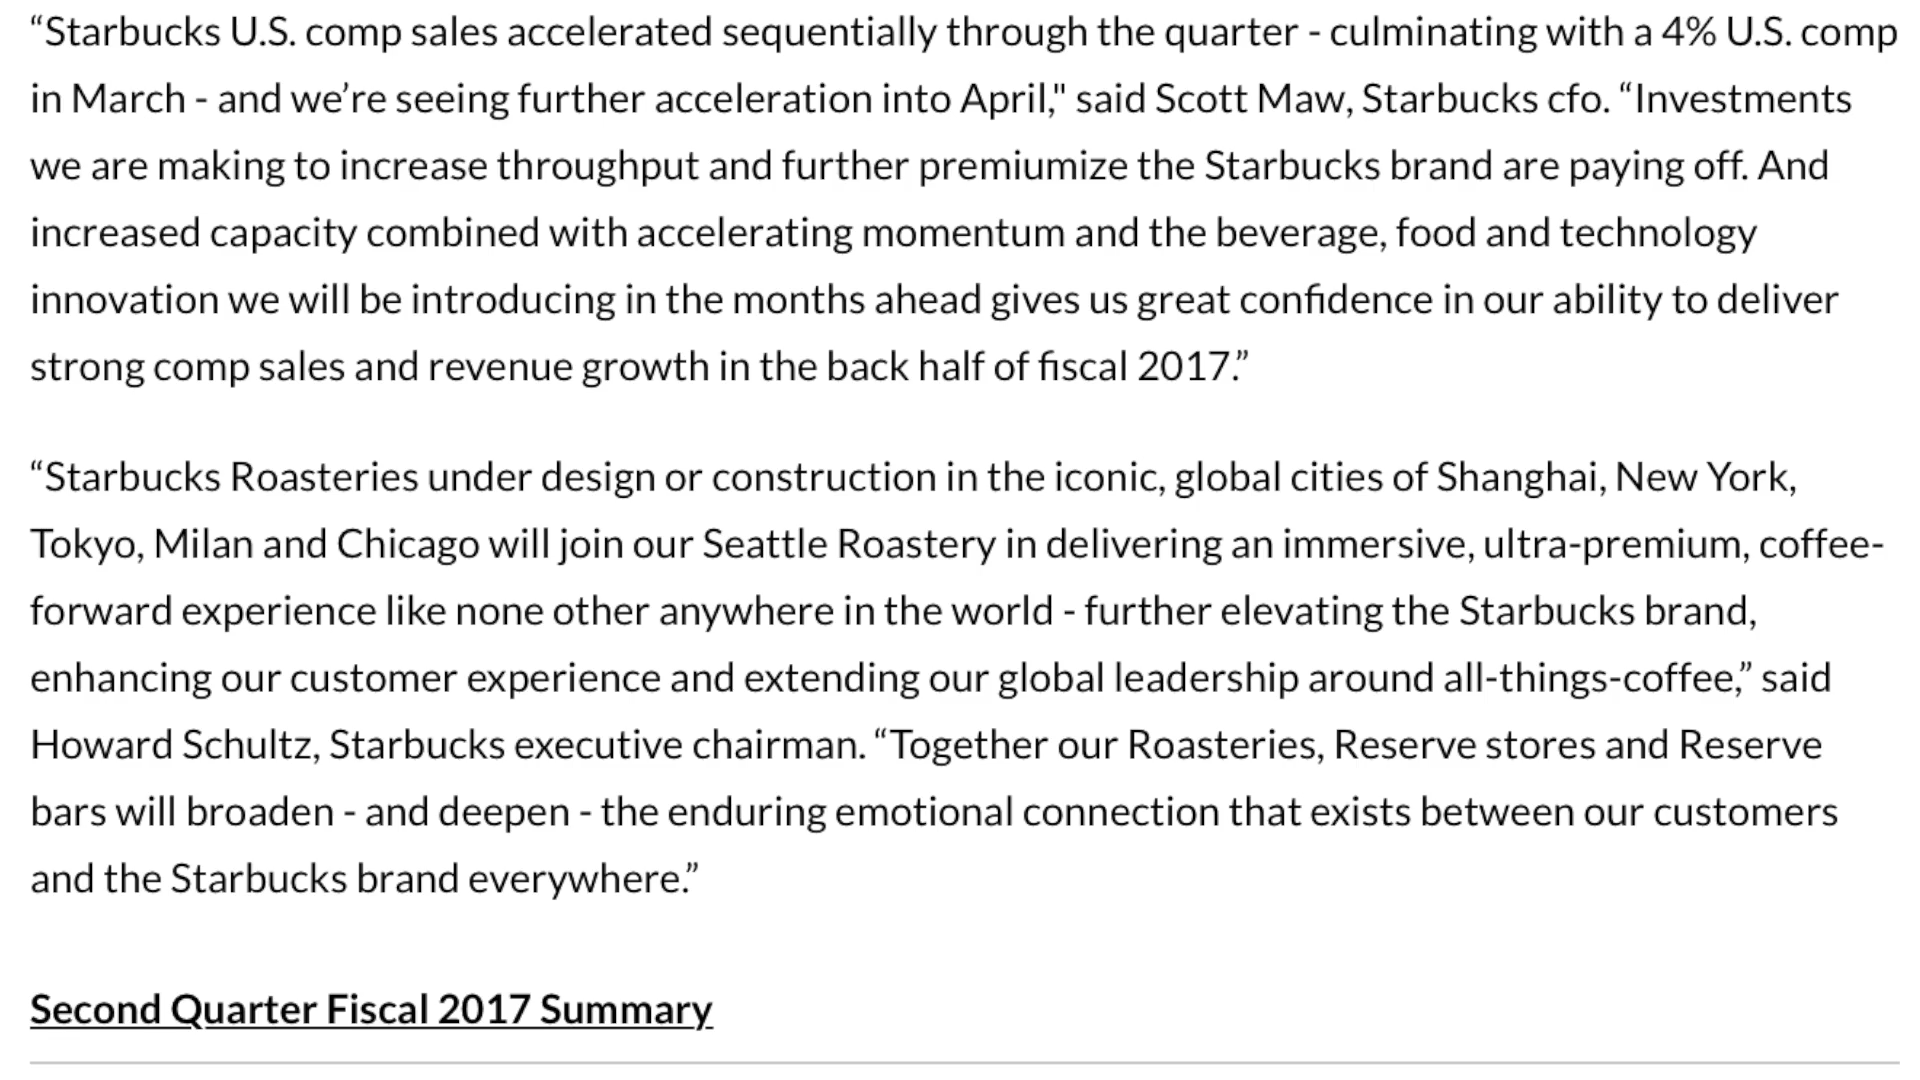 “Starbucks U.S. comp sales accelerated sequentially through the quarter - culminating with a 4% U.S. comp
in March - and we’re seeing further acceleration into April," said Scott Maw, Starbucks cfo. “Investments
we are making to increase throughput and further premiumize the Starbucks brand are paying off. And
increased capacity combined with accelerating momentum and the beverage, food and technology
innovation we will be introducing in the months ahead gives us great confidence in our ability to deliver
strong comp sales and revenue growth in the back half of fiscal 2017.”
“Starbucks Roasteries under design or construction in the iconic, global cities of Shanghai, New York,
Tokyo, Milan and Chicago will join our Seattle Roastery in delivering an immersive, ultra-premium, coffee-
forward experience like none other anywhere in the world - further elevating the Starbucks brand,
enhancing our customer experience and extending our global leadership around all-things-coffee,” said
Howard Schultz, Starbucks executive chairman. “Together our Roasteries, Reserve stores and Reserve
bars will broaden - and deepen - the enduring emotional connection that exists between our customers
and the Starbucks brand everywhere.”
Second Quarter Fiscal 2017 Summary